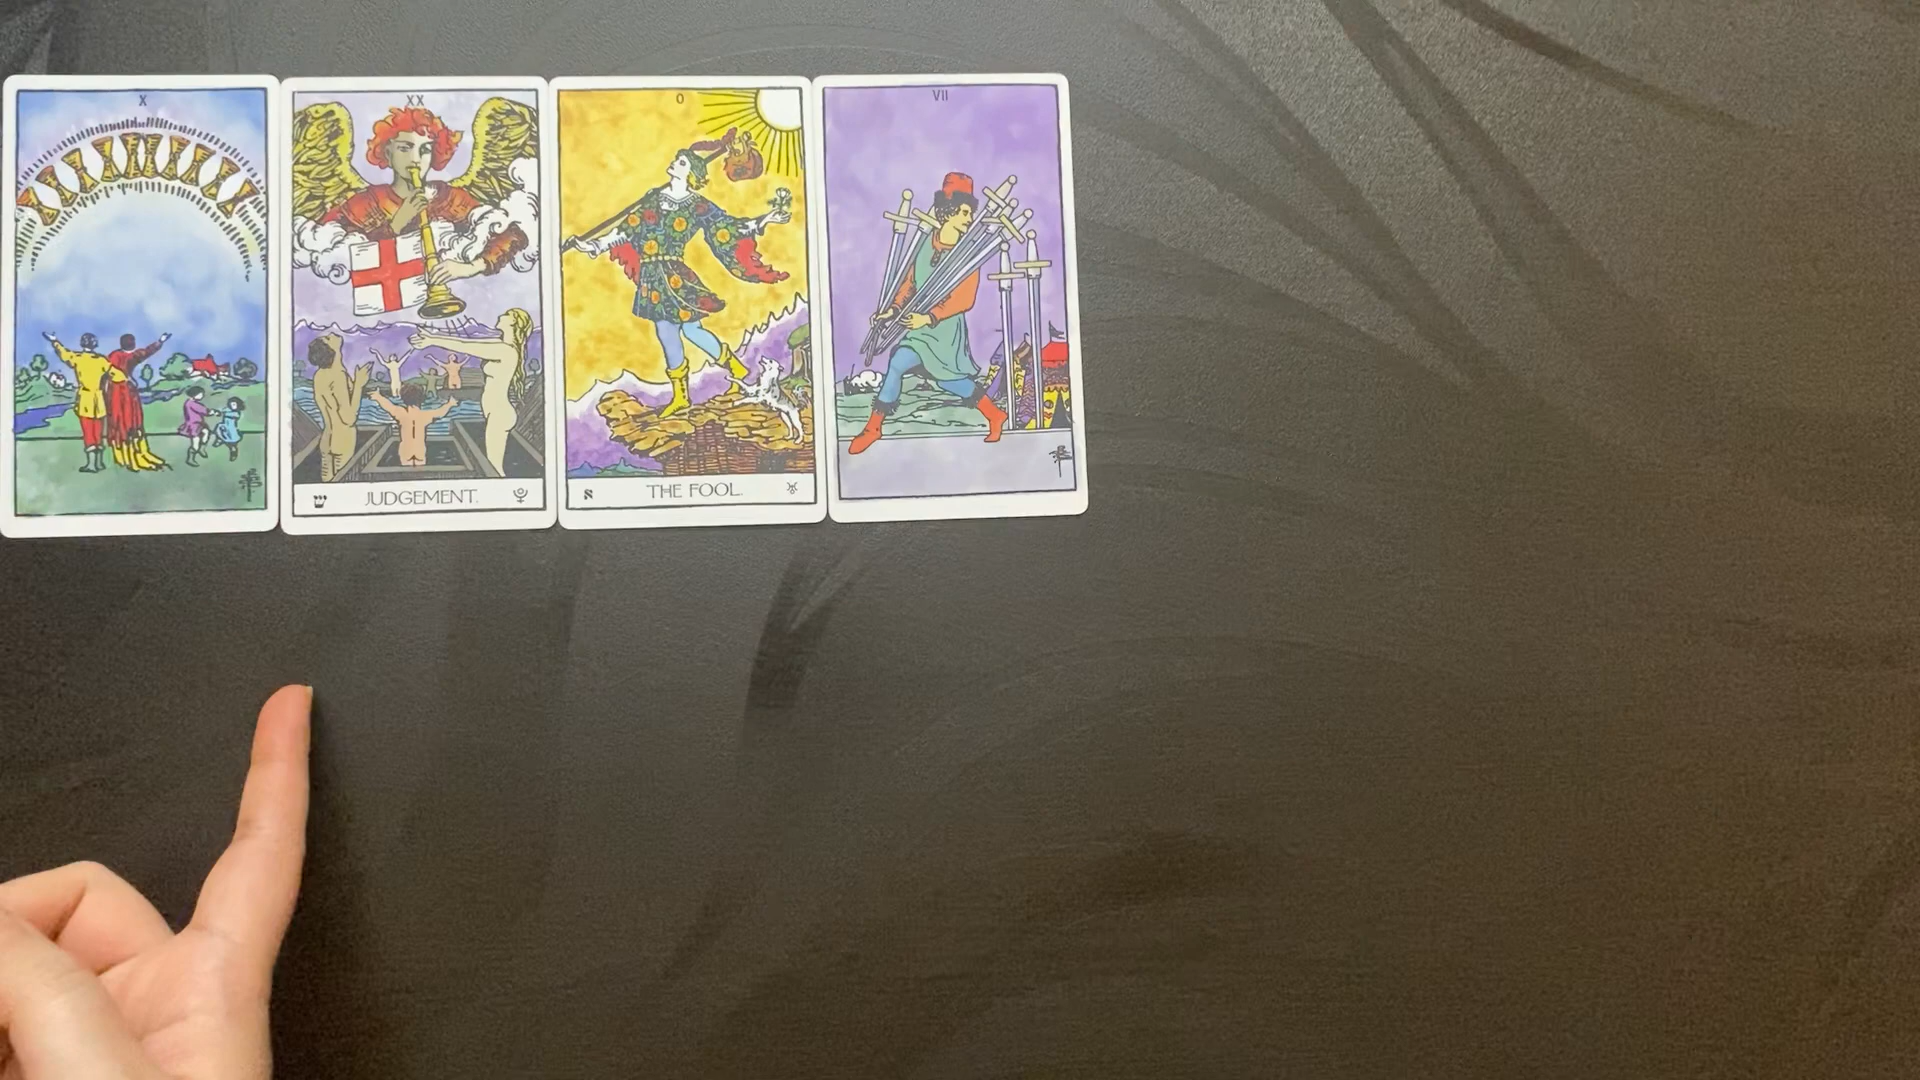 X
XX
0
VII
ש JUDGEMENT. ♇
א THE FOOL. ♅